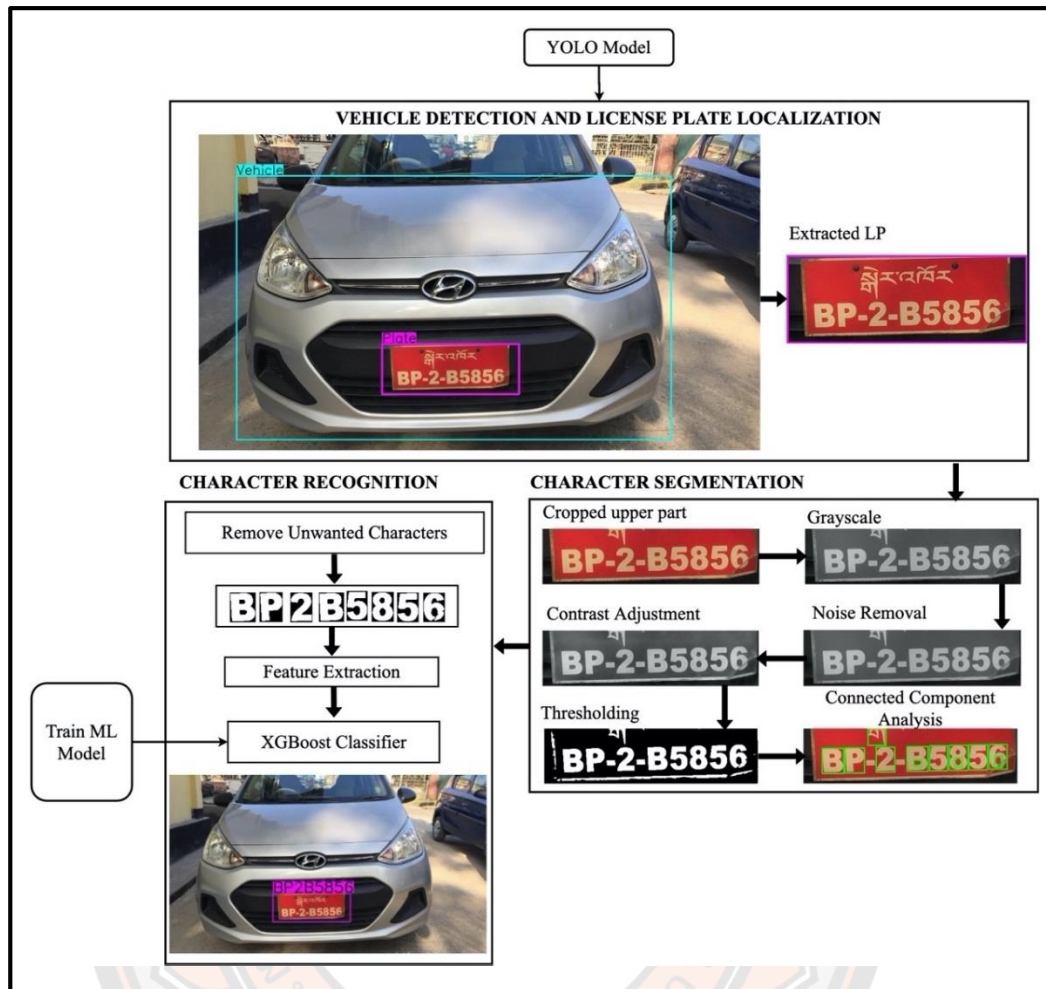 YOLO Model
VEHICLE DETECTION AND LICENSE PLATE LOCALIZATION
Vehicle
Plate
སྒེར་འཁོར
BP-2-B5856
Extracted LP
སྒེར་འཁོར
BP-2-B5856
CHARACTER RECOGNITION
Remove Unwanted Characters
BP2B5856
Feature Extraction
XGBoost Classifier
Train ML
Model
BP2B5856
སྒེར་འཁོར
BP-2-B5856
CHARACTER SEGMENTATION
Cropped upper part
BP-2-B5856
Grayscale
BP-2-B5856
Noise Removal
BP-2-B5856
Contrast Adjustment
BP-2-B5856
Thresholding
BP-2-B5856
Connected Component
Analysis
BP-2-B5856